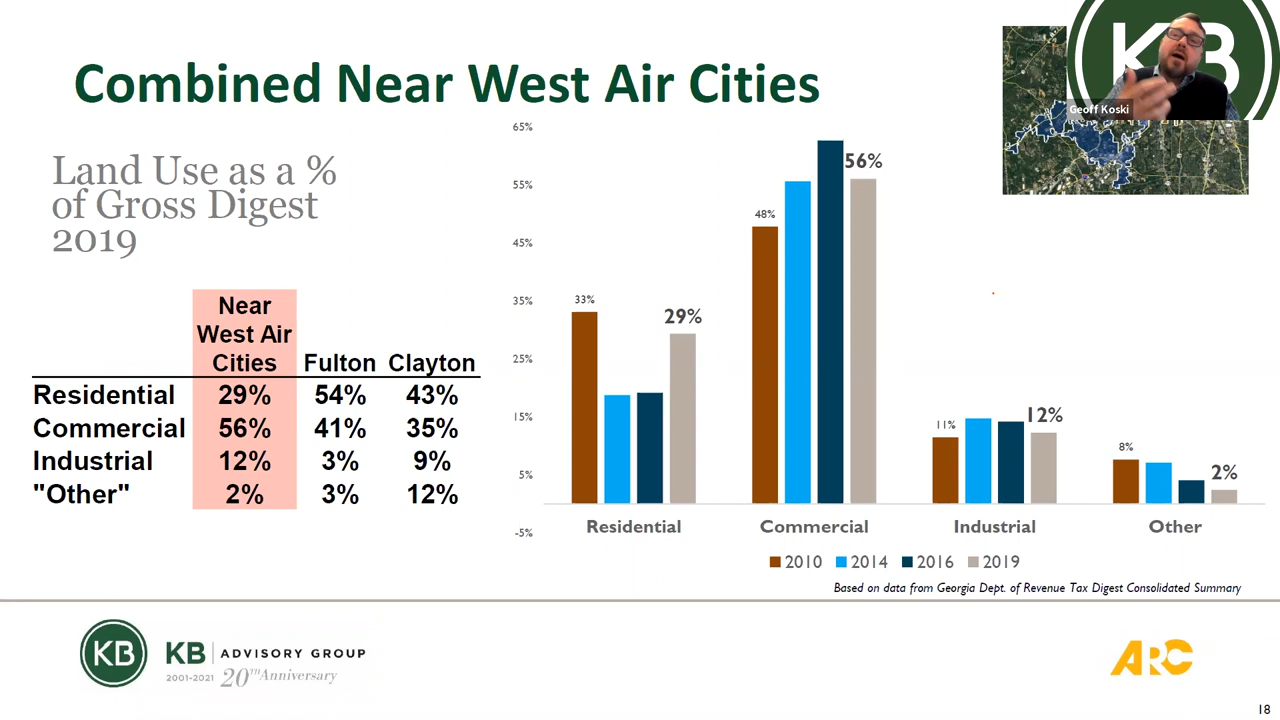 Combined Near West Air Cities
KB
Geoff Koski
Land Use as a %
of Gross Digest
2019
Near
West Air
Cities Fulton Clayton
Residential 29% 54% 43%
Commercial 56% 41% 35%
Industrial 12% 3% 9%
"Other" 2% 3% 12%
65%
55%
45%
35%
25%
15%
5%
-5%
33% 29%
48% 56%
11% 12%
8% 2%
Residential Commercial Industrial Other
2010 2014 2016 2019
Based on data from Georgia Dept. of Revenue Tax Digest Consolidated Summary
KB
KB ADVISORY GROUP
2001-2021 20TH Anniversary
ARC
18